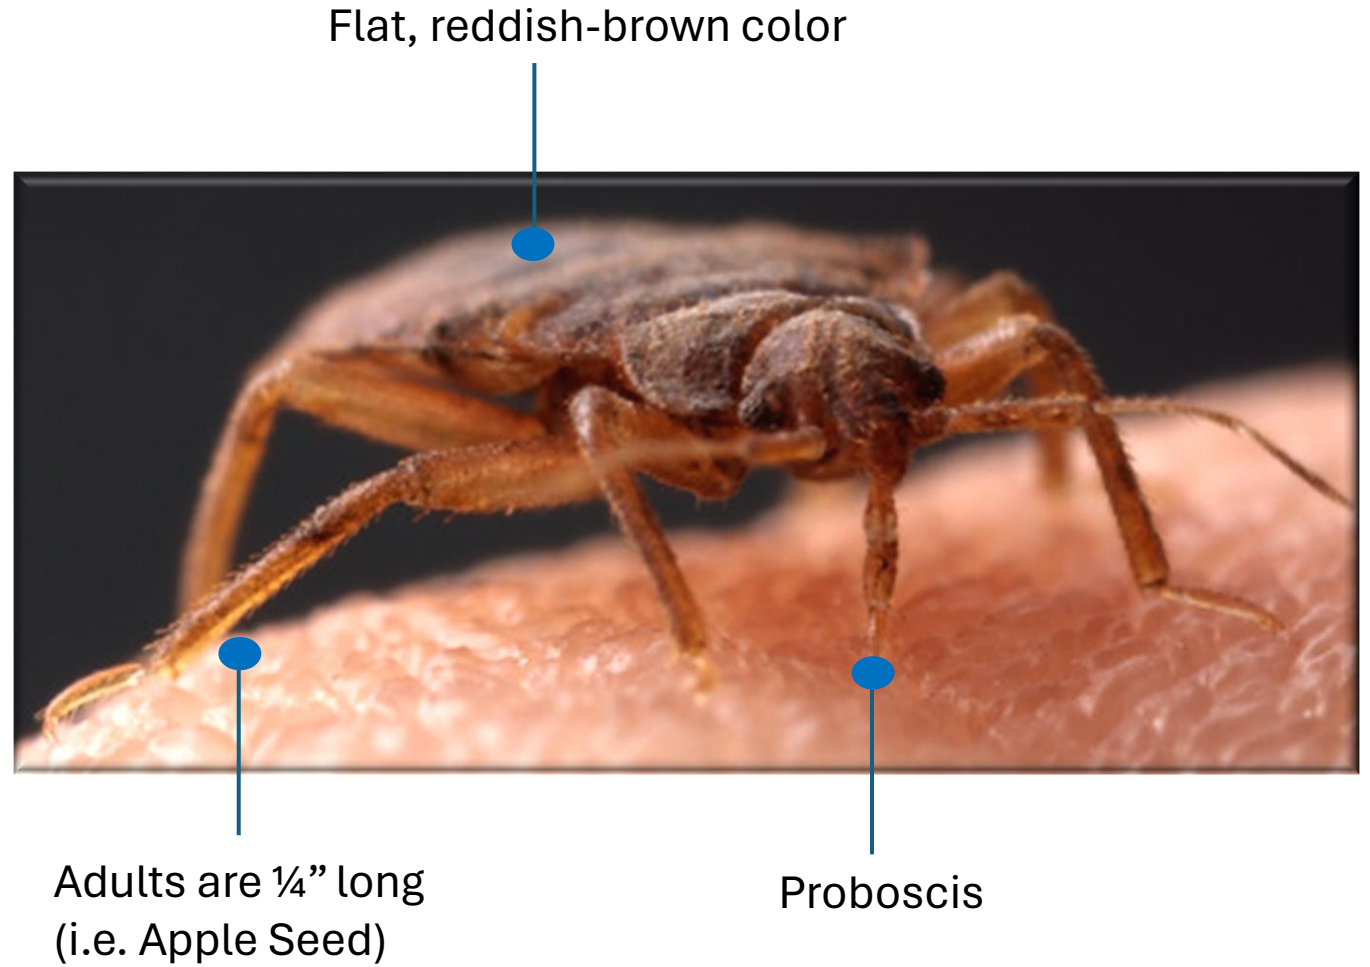 Flat, reddish-brown color
Adults are ¼” long
(i.e. Apple Seed)
Proboscis